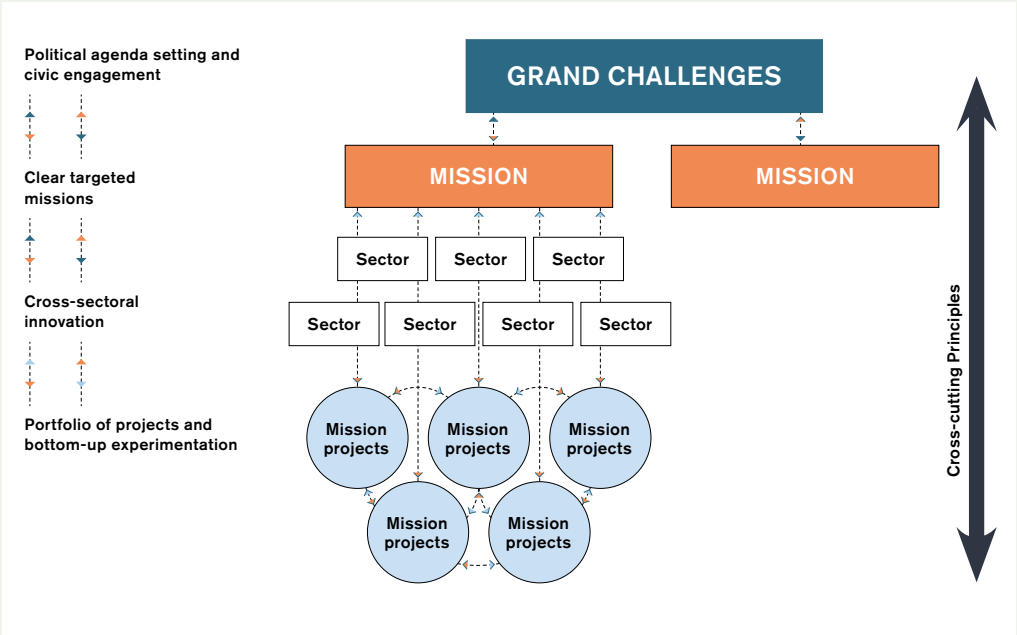 Political agenda setting and
civic engagement
Clear targeted
missions
Cross-sectoral
innovation
Portfolio of projects and
bottom-up experimentation
GRAND CHALLENGES
MISSION
MISSION
Sector
Sector
Sector
Sector
Sector
Sector
Sector
Mission
projects
Mission
projects
Mission
projects
Mission
projects
Mission
projects
Cross-cutting Principles